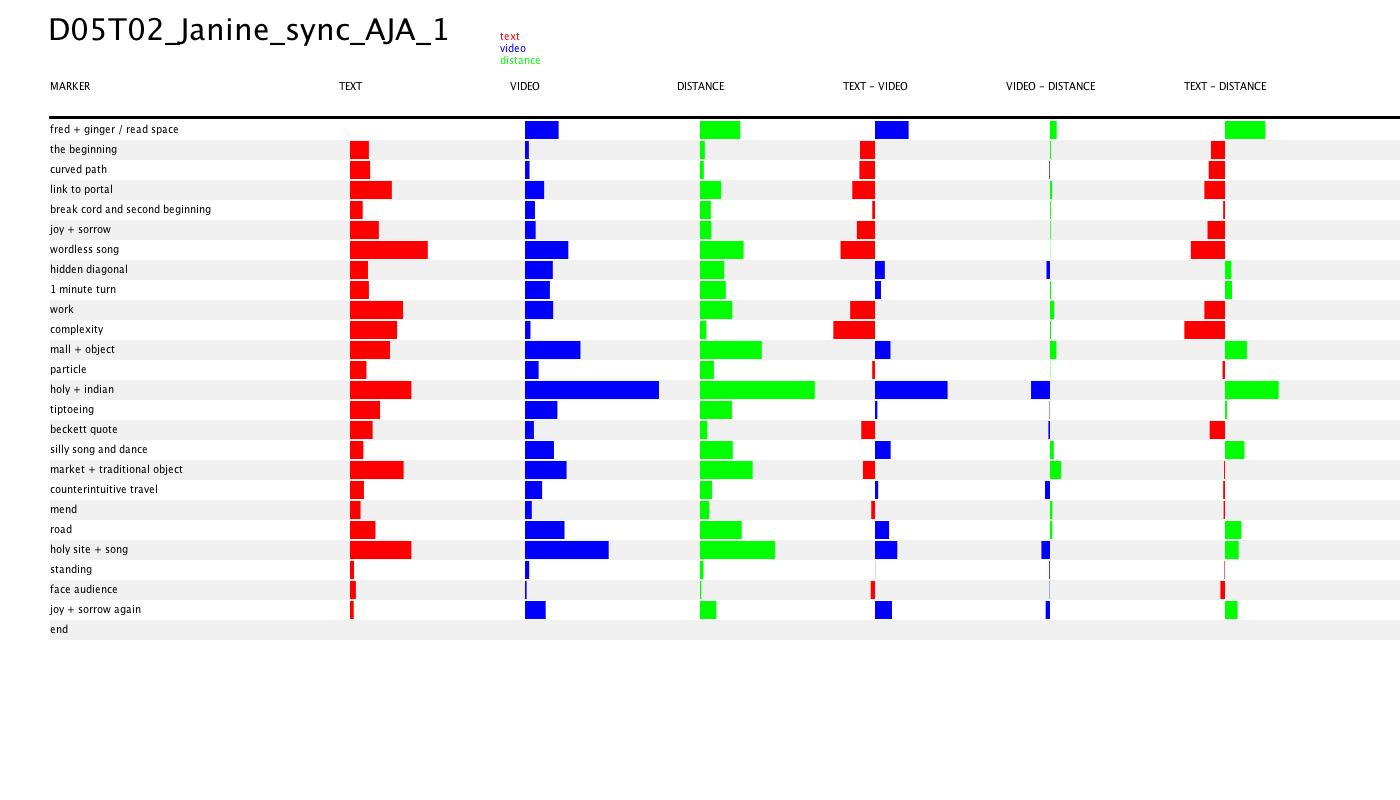 D05T02_Janine_sync_AJA_1
text
video
distance
MARKER TEXT VIDEO DISTANCE TEXT - VIDEO VIDEO - DISTANCE TEXT - DISTANCE
fred + ginger / read space
the beginning
curved path
link to portal
break cord and second beginning
joy + sorrow
wordless song
hidden diagonal
1 minute turn
work
complexity
mall + object
particle
holy + indian
tiptoeing
beckett quote
silly song and dance
market + traditional object
counterintuitive travel
mend
road
holy site + song
standing
face audience
joy + sorrow again
end